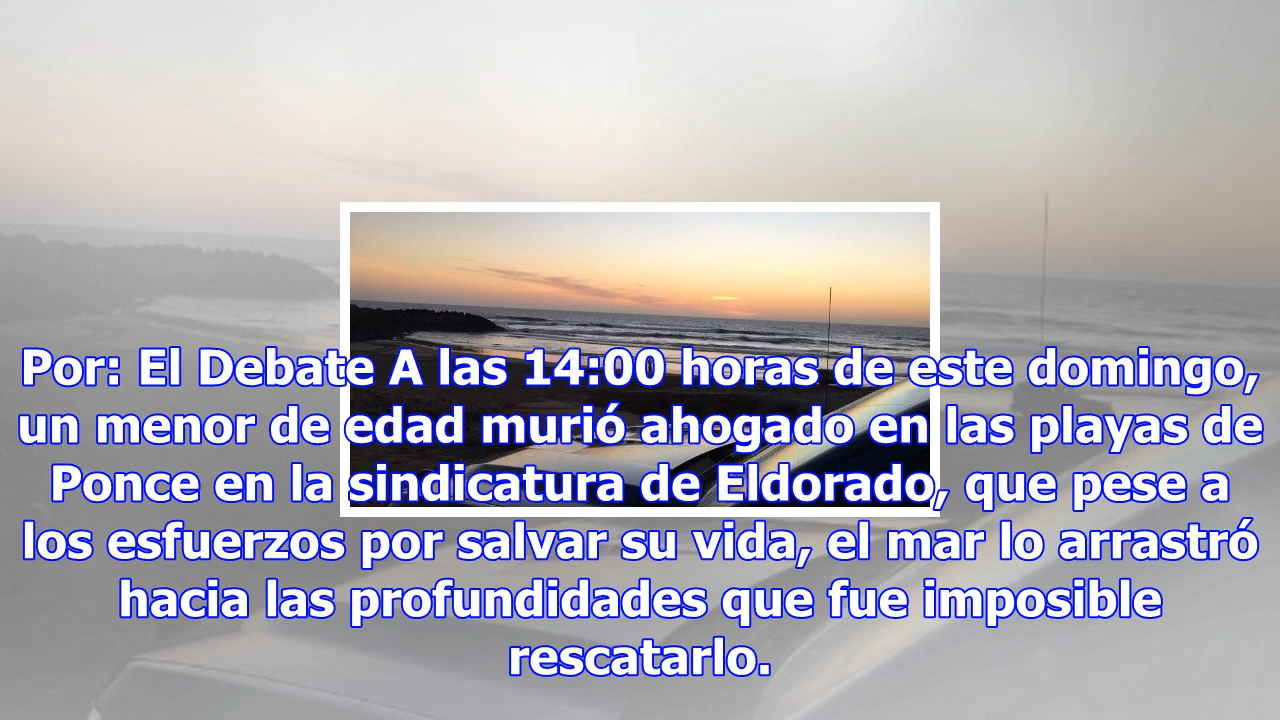 Por: El Debate A las 14:00 horas de este domingo,
un menor de edad murió ahogado en las playas de
Ponce en la sindicatura de Eldorado, que pese a
los esfuerzos por salvar su vida, el mar lo arrastró
hacia las profundidades que fue imposible
rescatarlo.